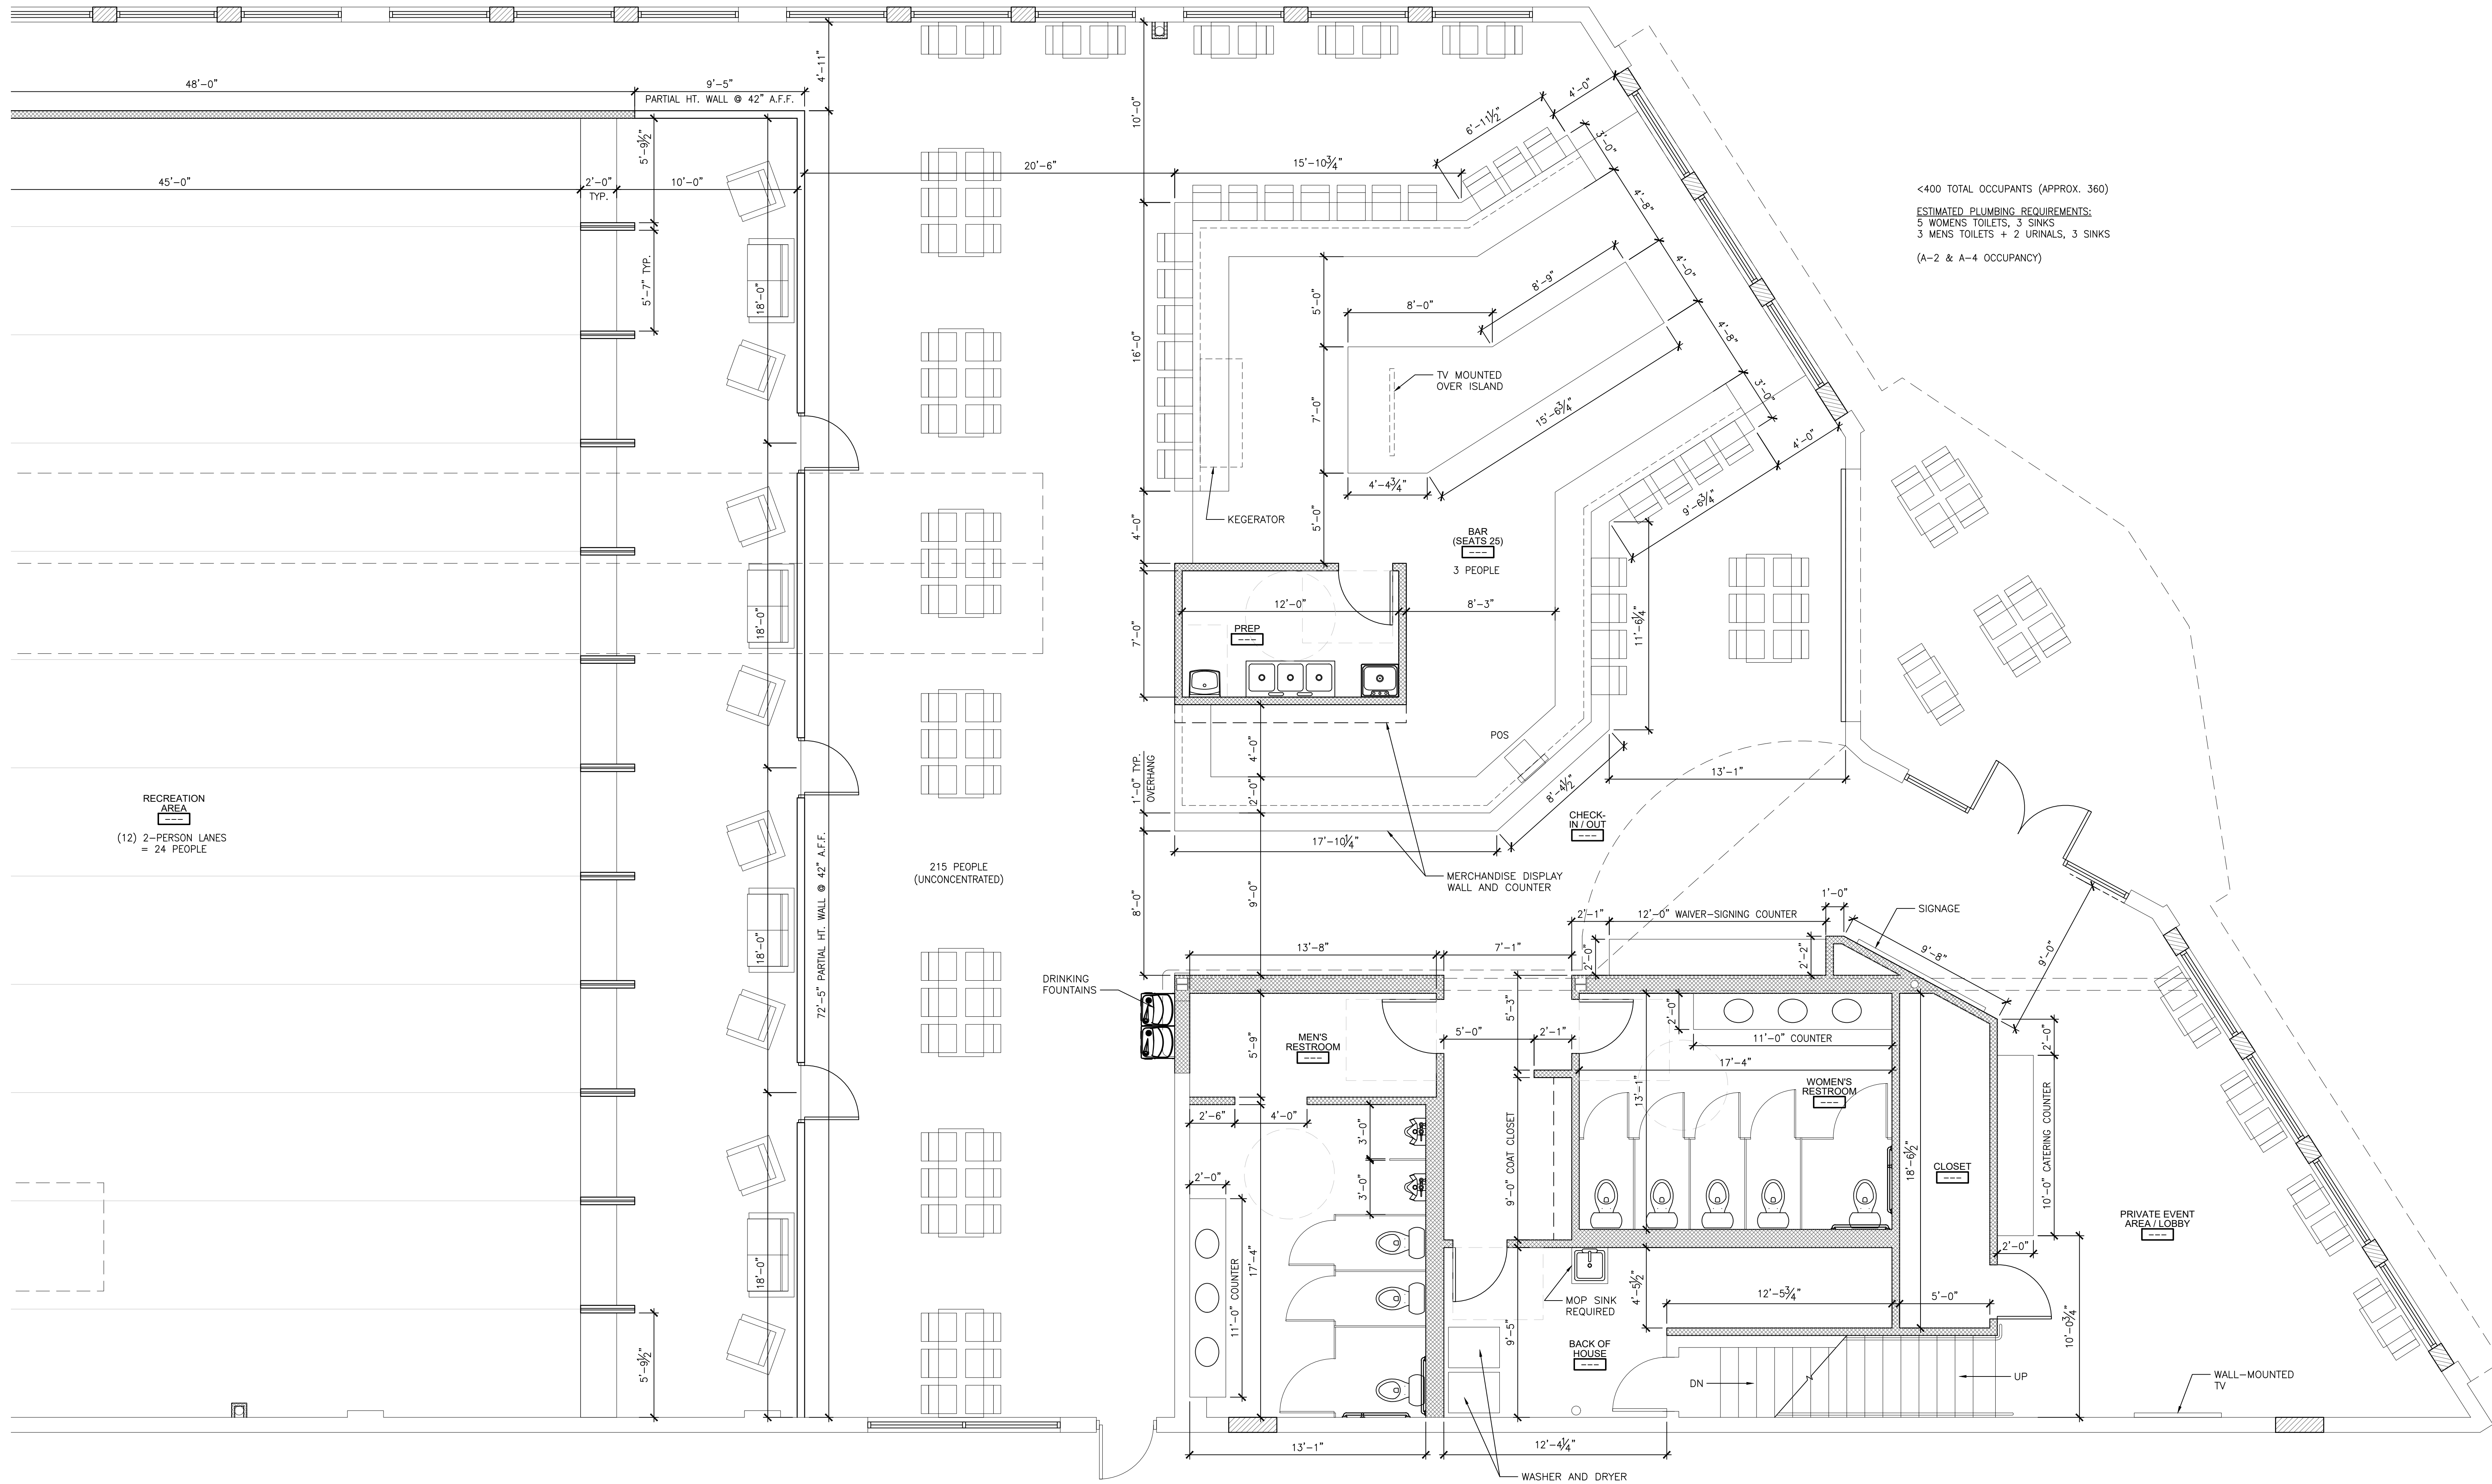 48'-0"
9'-5"
PARTIAL HT. WALL @ 42" A.F.F.
4'-11"
10'-0"
4'-0"
6'-11½"
3'-0"
5'-9½"
20'-6"
15'-10¾"
45'-0"
2'-0"
TYP.
10'-0"
4'-8"
<400 TOTAL OCCUPANTS (APPROX. 360)
ESTIMATED PLUMBING REQUIREMENTS:
5 WOMENS TOILETS, 3 SINKS
3 MENS TOILETS + 2 URINALS, 3 SINKS
(A-2 & A-4 OCCUPANCY)
5'-7" TYP.
18'-0"
5'-0"
8'-9"
4'-0"
8'-0"
16'-0"
4'-8"
TV MOUNTED
OVER ISLAND
7'-0"
15'-6¾"
3'-0"
4'-0"
4'-4¾"
9'-6¾"
KEGERATOR
4'-0"
5'-0"
BAR
(SEATS 25)
---
3 PEOPLE
18'-0"
12'-0"
8'-3"
7'-0"
PREP
---
11'-6¼"
POS
1'-0" TYP.
OVERHANG
4'-0"
2'-0"
8'-4½"
13'-1"
RECREATION
AREA
---
(12) 2-PERSON LANES
= 24 PEOPLE
CHECK-
IN / OUT
---
17'-10¼"
72'-5" PARTIAL HT. WALL @ 42" A.F.F.
215 PEOPLE
(UNCONCENTRATED)
MERCHANDISE DISPLAY
WALL AND COUNTER
8'-0"
9'-0"
18'-0"
1'-0"
2'-1"
12'-0" WAIVER-SIGNING COUNTER
SIGNAGE
13'-8"
7'-1"
2'-0"
2'-2"
9'-8"
9'-0"
DRINKING
FOUNTAINS
5'-3"
2'-0"
MEN'S
RESTROOM
---
5'-9"
5'-0"
2'-1"
11'-0" COUNTER
2'-0"
17'-4"
13'-1"
WOMEN'S
RESTROOM
---
2'-6"
4'-0"
3'-0"
9'-0" COAT CLOSET
18'-6½"
CLOSET
---
10'-0" CATERING COUNTER
2'-0"
3'-0"
PRIVATE EVENT
AREA / LOBBY
---
2'-0"
18'-0"
17'-4"
11'-0" COUNTER
4'-5½"
MOP SINK
REQUIRED
12'-5¾"
5'-0"
10'-0¾"
5'-9½"
9'-5"
BACK OF
HOUSE
---
DN
UP
WALL-MOUNTED
TV
13'-1"
12'-4¼"
WASHER AND DRYER